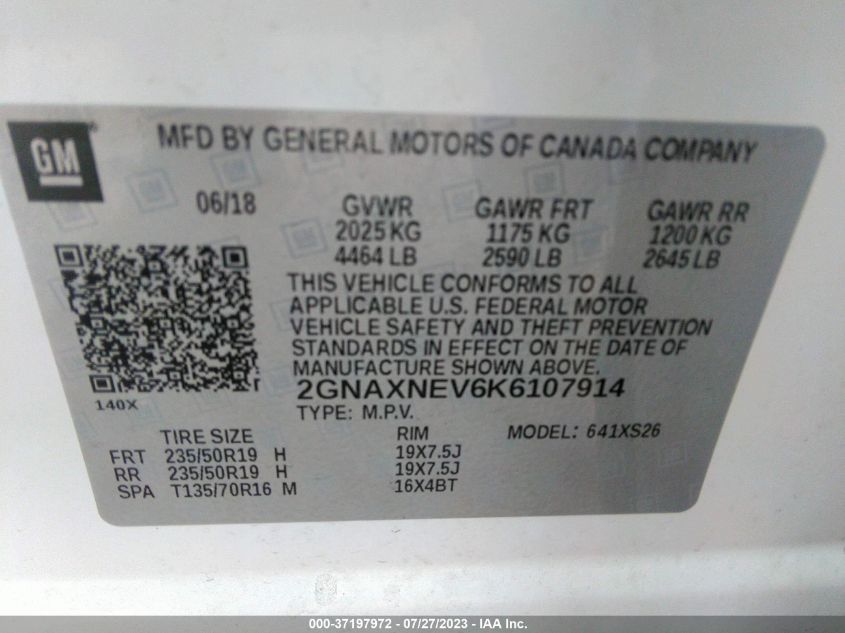 GM
MFD BY GENERAL MOTORS OF CANADA COMPANY
06/18 GVWR GAWR FRT GAWR RR
2025 KG 1175 KG 1200 KG
4464 LB 2590 LB 2645 LB
THIS VEHICLE CONFORMS TO ALL
APPLICABLE U.S. FEDERAL MOTOR
VEHICLE SAFETY AND THEFT PREVENTION
STANDARDS IN EFFECT ON THE DATE OF
MANUFACTURE SHOWN ABOVE.
2GNAXNEV6K6107914
140X
TYPE: M.P.V.
TIRE SIZE RIM MODEL: 641XS26
FRT 235/50R19 H 19X7.5J
RR 235/50R19 H 19X7.5J
SPA T135/70R16 M 16X4BT
000-37197972 - 07/27/2023 - IAA Inc.